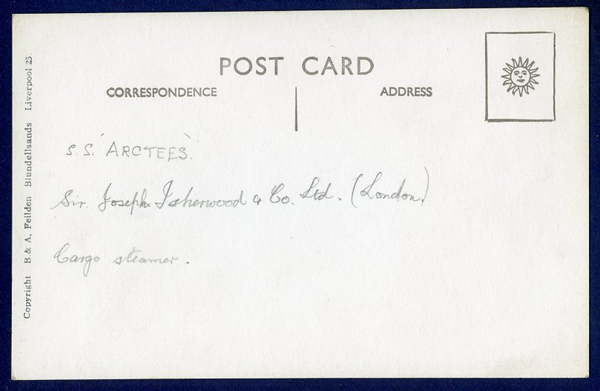 POST CARD
CORRESPONDENCE
ADDRESS
S.S. "ARCTEES".
Sir. Joseph Isherwood & Co. Ltd. (London.)
Cargo steamer.
Copyright B & A. Feilden Blundellsands Liverpool 23